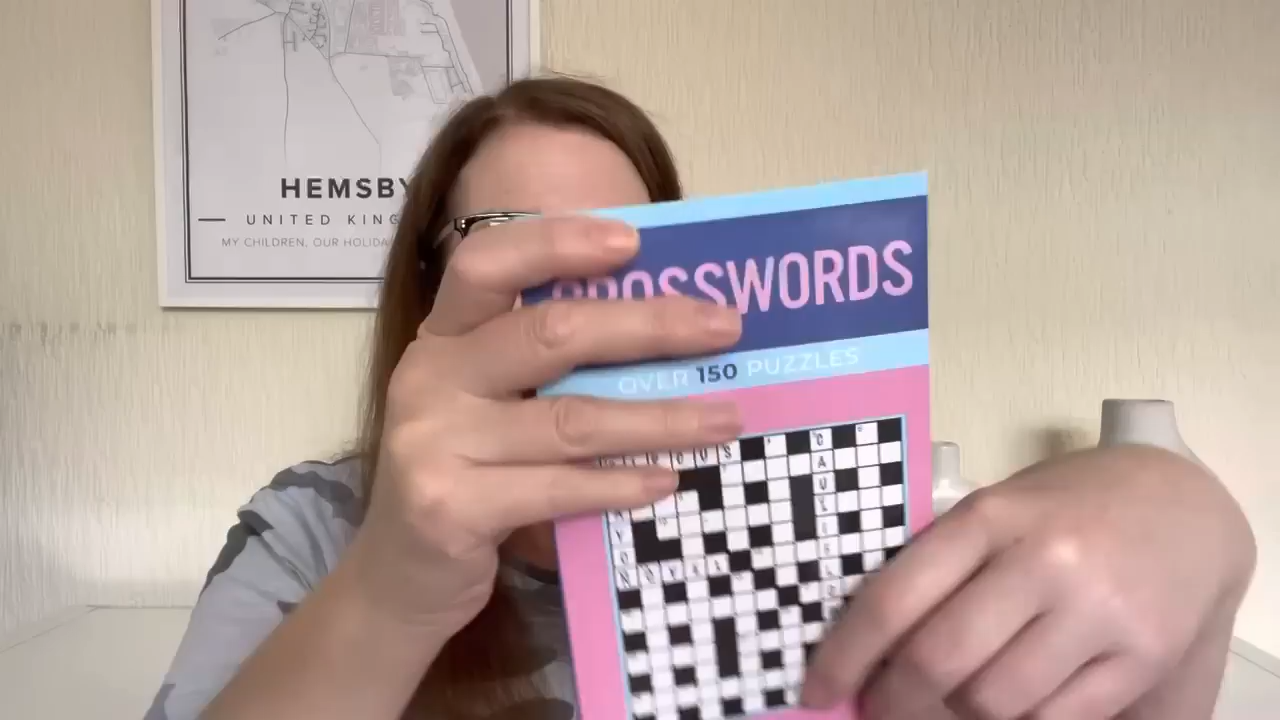 HEMSBY
UNITED KING
MY CHILDREN, OUR HOLIDA
CROSSWORDS
OVER 150 PUZZLES